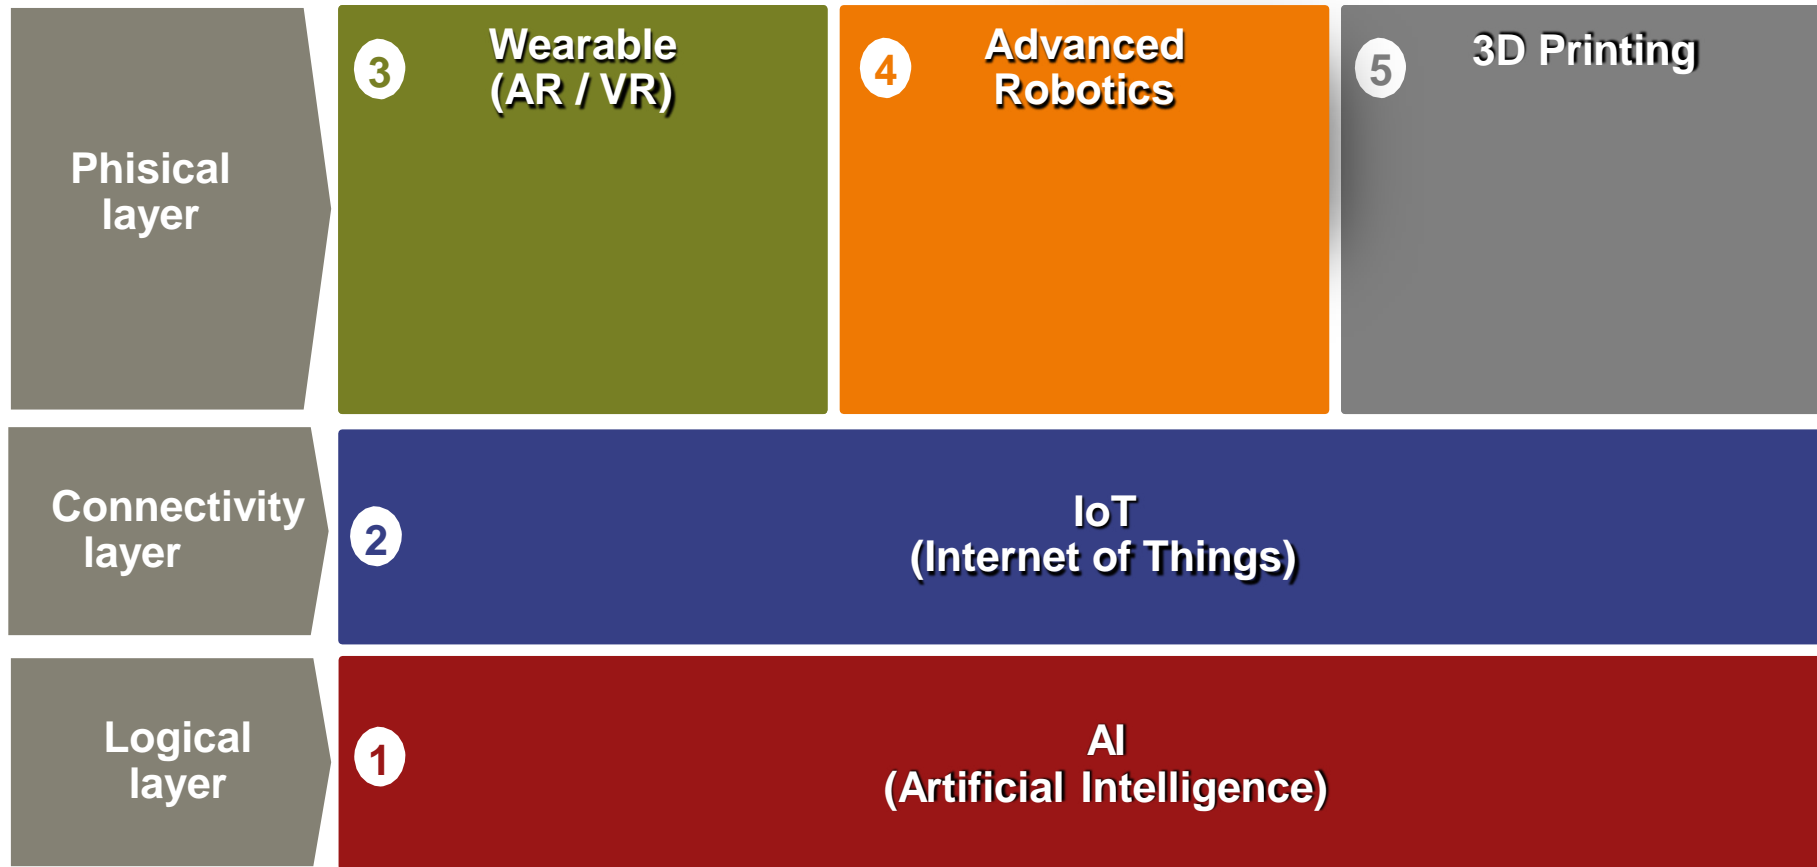 Phisical
layer
3
Wearable
(AR / VR)
4
Advanced
Robotics
5
3D Printing
Connectivity
layer
2
IoT
(Internet of Things)
Logical
layer
1
AI
(Artificial Intelligence)